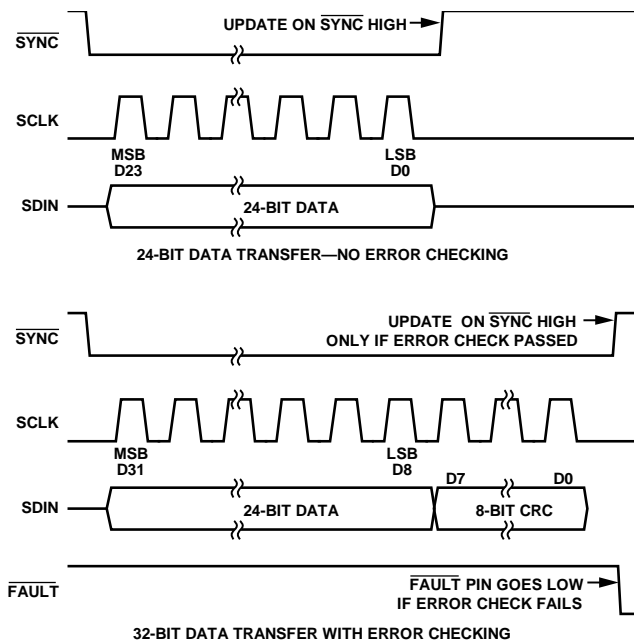 UPDATE ON SYNC HIGH
SYNC
SCLK
MSB
D23
LSB
D0
SDIN
24-BIT DATA
24-BIT DATA TRANSFER—NO ERROR CHECKING
SYNC
UPDATE ON SYNC HIGH
ONLY IF ERROR CHECK PASSED
SCLK
MSB
D31
LSB
D8
D7
D0
SDIN
24-BIT DATA
8-BIT CRC
FAULT
FAULT PIN GOES LOW
IF ERROR CHECK FAILS
32-BIT DATA TRANSFER WITH ERROR CHECKING